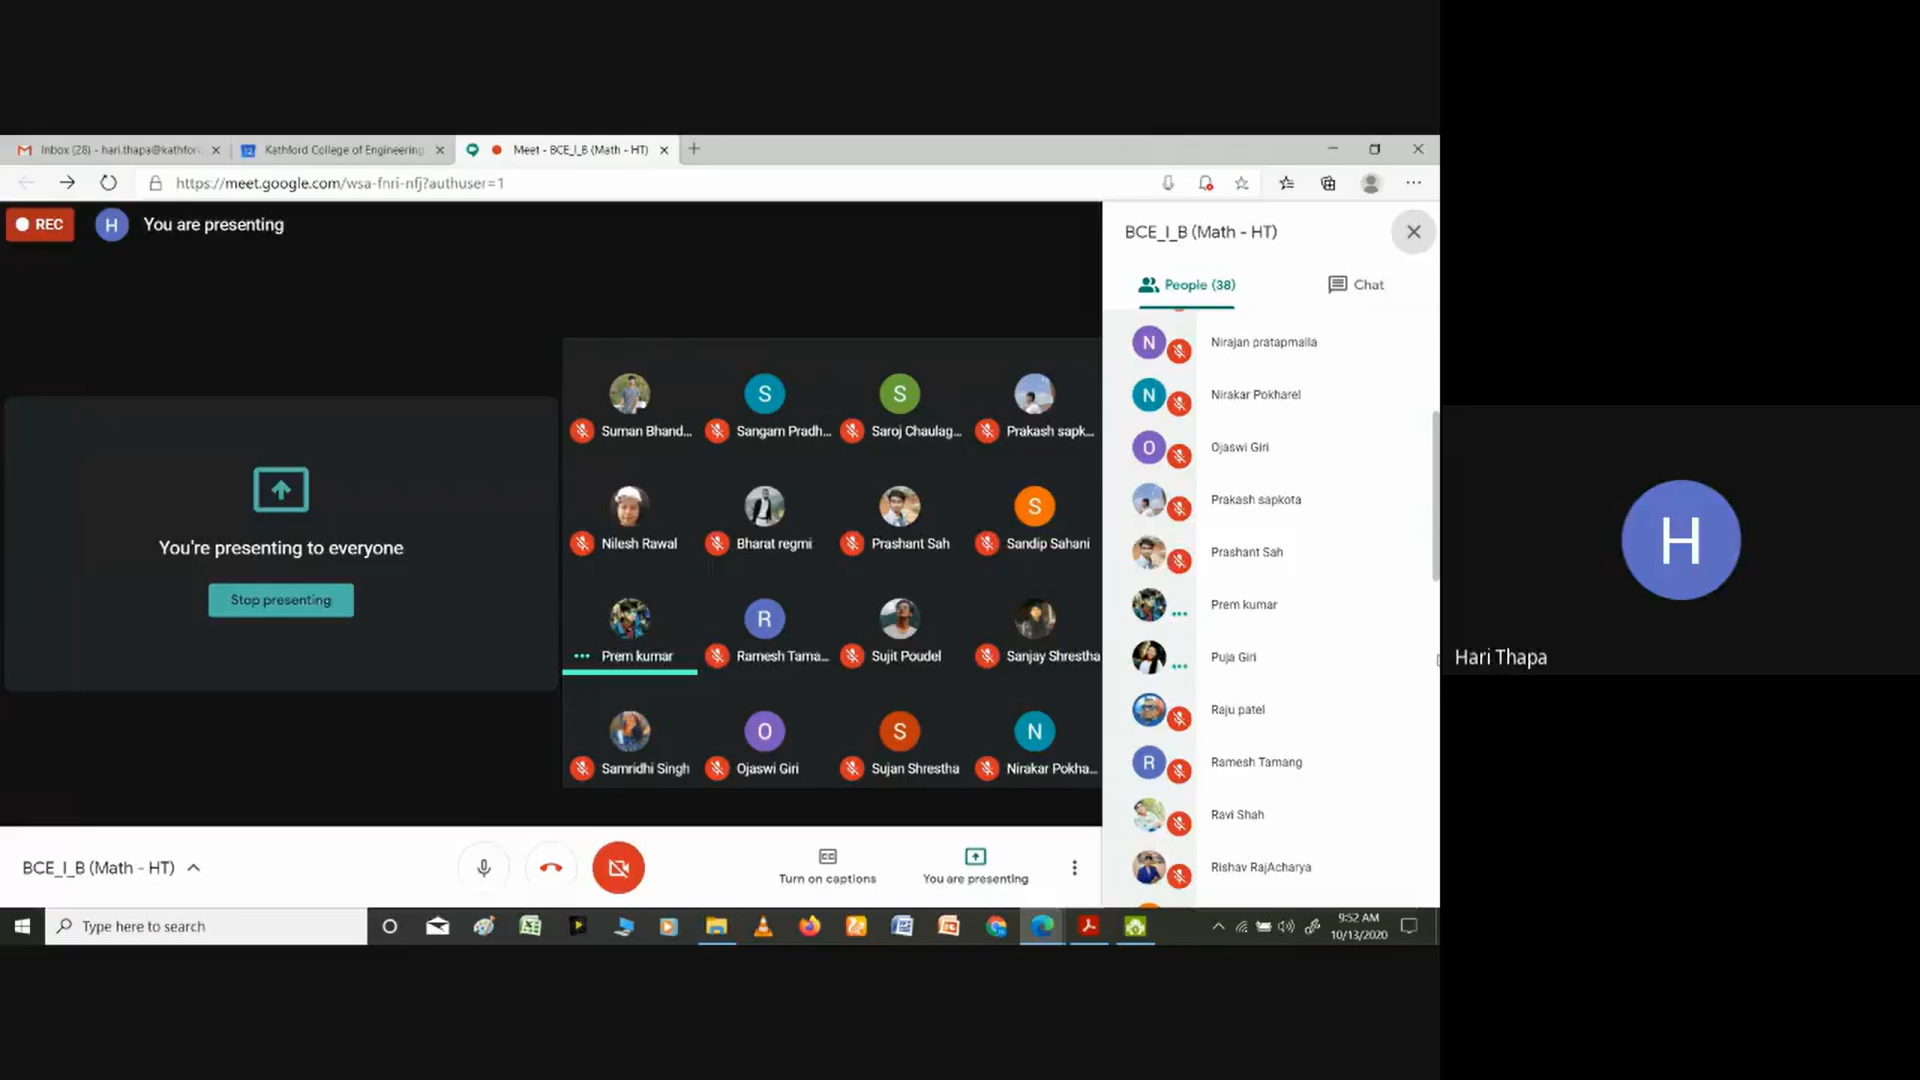 Inbox (28) - hari.thapa@kathfor
Kathford College of Engineering
Meet - BCE_I_B (Math - HT)
https://meet.google.com/wsa-fnri-nfj?authuser=1
REC
H
You are presenting
BCE_I_B (Math - HT)
People (38)
Chat
You're presenting to everyone
Stop presenting
S
S
Suman Bhand...
Sangam Pradh...
Saroj Chaulag...
Prakash sapk...
S
Nilesh Rawal
Bharat regmi
Prashant Sah
Sandip Sahani
R
Prem kumar
Ramesh Tama...
Sujit Poudel
Sanjay Shrestha
O
S
N
Samridhi Singh
Ojaswi Giri
Sujan Shrestha
Nirakar Pokha...
N
Nirajan pratapmalla
N
Nirakar Pokharel
O
Ojaswi Giri
Prakash sapkota
Prashant Sah
Prem kumar
Puja Giri
Raju patel
R
Ramesh Tamang
Ravi Shah
Rishav RajAcharya
H
Hari Thapa
BCE_I_B (Math - HT)
Turn on captions
You are presenting
Type here to search
9:52 AM
10/13/2020